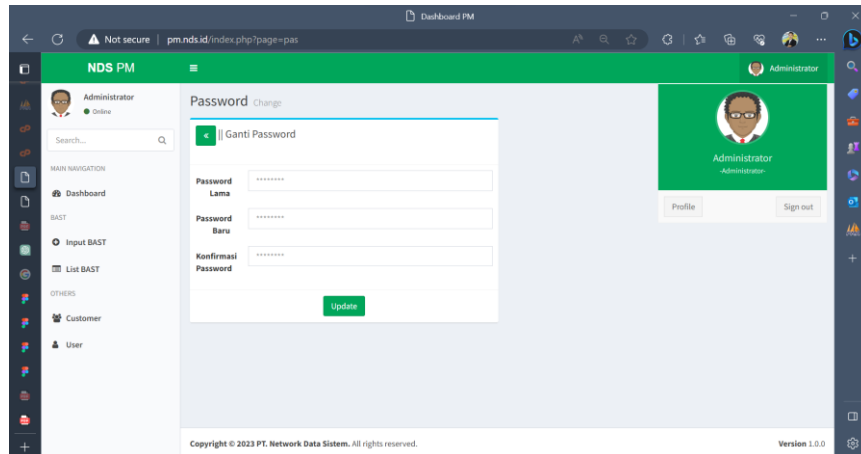 Dashboard PM
Not secure | pm.nds.id/index.php?page=pas
NDS PM
Administrator
Administrator
Online
Search...
MAIN NAVIGATION
Dashboard
BAST
Input BAST
List BAST
OTHERS
Customer
User
Password Change
|| Ganti Password
Password Lama
********
Password Baru
********
Konfirmasi Password
********
Update
Administrator
-Administrator-
Profile
Sign out
Copyright © 2023 PT. Network Data Sistem. All rights reserved.
Version 1.0.0